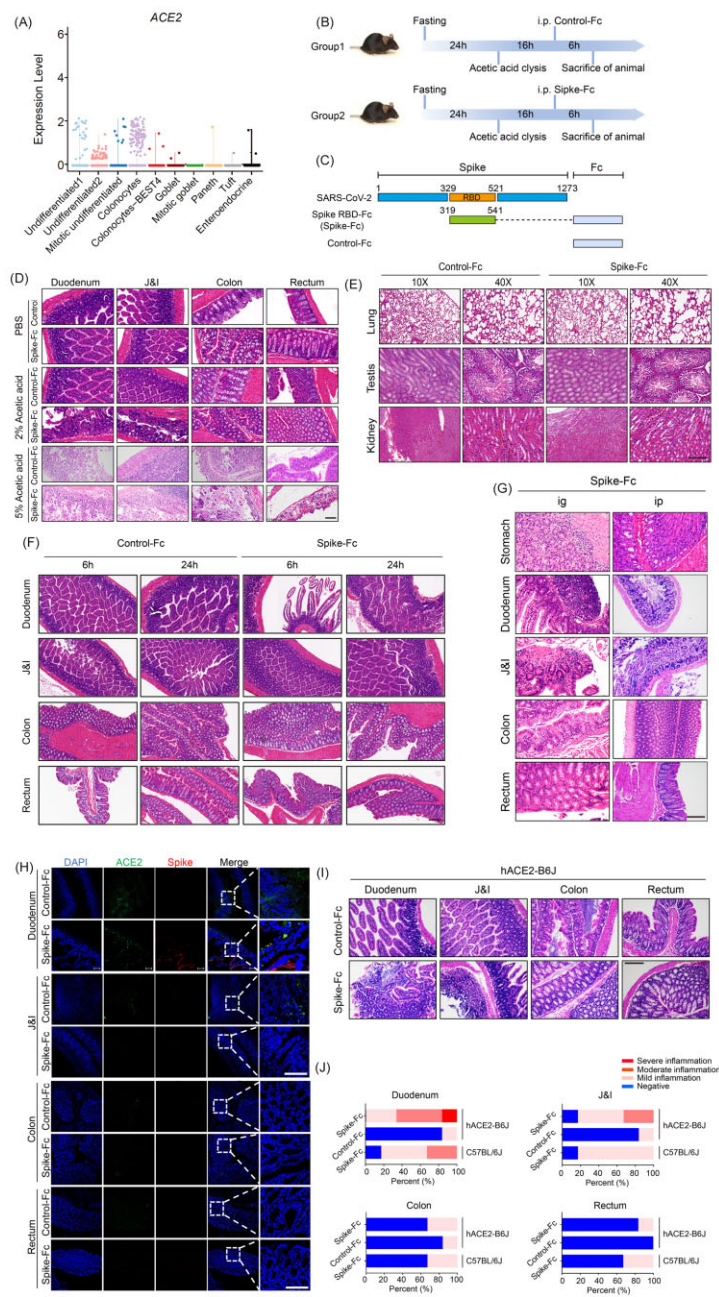 (A)
ACE2
Expression Level
6
4
2
0
Undifferentiated1
Undifferentiated2
Mitotic undifferentiated
Colonocytes
Colonocytes-BEST4
Goblet
Mitotic goblet
Paneth
Tuft
Enteroendocrine
(B)
Fasting
i.p. Control-Fc
Group1
24h
16h
6h
Acetic acid clysis
Sacrifice of animal
Fasting
i.p. Sipke-Fc
Group2
24h
16h
6h
Acetic acid clysis
Sacrifice of animal
(C)
Spike
Fc
1
329
521
1273
SARS-CoV-2
RBD
319
541
Spike RBD-Fc
(Spike-Fc)
Control-Fc
(D)
Duodenum
J&I
Colon
Rectum
PBS
Control
Spike-Fc
2% Acetic acid
Control-Fc
Spike-Fc
5% Acetic acid
Control-Fc
Spike-Fc
(E)
Control-Fc
Spike-Fc
10X
40X
10X
40X
Lung
Testis
Kidney
(F)
Control-Fc
Spike-Fc
6h
24h
6h
24h
Duodenum
J&I
Colon
Rectum
(G)
Spike-Fc
ig
ip
Stomach
Duodenum
J&I
Colon
Rectum
(H)
DAPI
ACE2
Spike
Merge
Duodenum
Control-Fc
Spike-Fc
J&I
Control-Fc
Spike-Fc
Colon
Control-Fc
Spike-Fc
Rectum
Control-Fc
Spike-Fc
(I)
hACE2-B6J
Duodenum
J&I
Colon
Rectum
Control-Fc
Spike-Fc
(J)
Severe inflammation
Moderate inflammation
Mild inflammation
Negative
Duodenum
Spike-Fc
Control-Fc
Spike-Fc
hACE2-B6J
C57BL/6J
0 20 40 60 80 100
Percent (%)
J&I
Spike-Fc
Control-Fc
Spike-Fc
hACE2-B6J
C57BL/6J
0 20 40 60 80 100
Percent (%)
Colon
Spike-Fc
Control-Fc
Spike-Fc
hACE2-B6J
C57BL/6J
0 20 40 60 80 100
Percent (%)
Rectum
Spike-Fc
Control-Fc
Spike-Fc
hACE2-B6J
C57BL/6J
0 20 40 60 80 100
Percent (%)